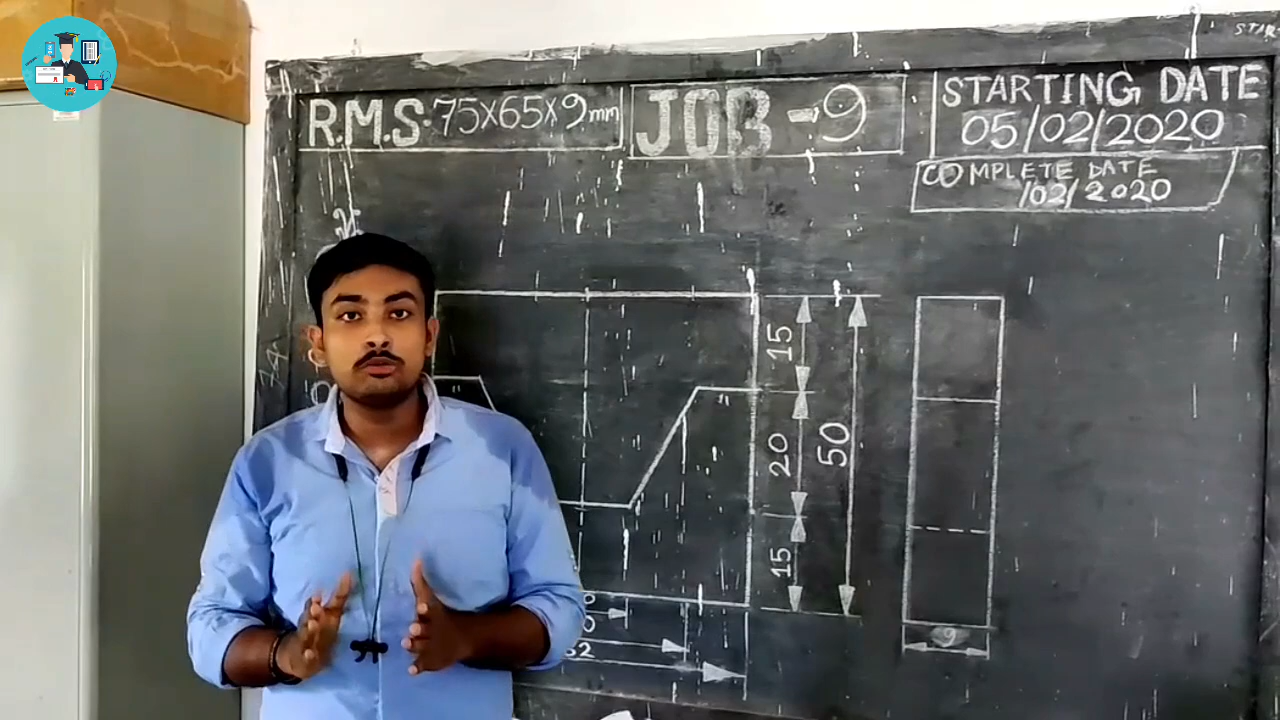 R.M.S. 75x65x9mm
JOB-9
STARTING DATE
05/02/2020
COMPLETE DATE
/02/2020
15
20
50
15
9